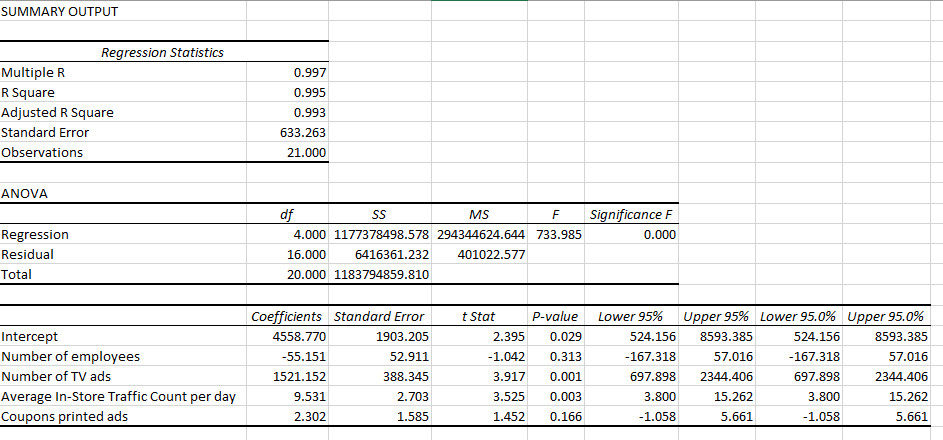 SUMMARY OUTPUT
Regression Statistics
Multiple R 0.997
R Square 0.995
Adjusted R Square 0.993
Standard Error 633.263
Observations 21.000
ANOVA
df SS MS F Significance F
Regression 4.000 1177378498.578 294344624.644 733.985 0.000
Residual 16.000 6416361.232 401022.577
Total 20.000 1183794859.810
Coefficients Standard Error t Stat P-value Lower 95% Upper 95% Lower 95.0% Upper 95.0%
Intercept 4558.770 1903.205 2.395 0.029 524.156 8593.385 524.156 8593.385
Number of employees -55.151 52.911 -1.042 0.313 -167.318 57.016 -167.318 57.016
Number of TV ads 1521.152 388.345 3.917 0.001 697.898 2344.406 697.898 2344.406
Average In-Store Traffic Count per day 9.531 2.703 3.525 0.003 3.800 15.262 3.800 15.262
Coupons printed ads 2.302 1.585 1.452 0.166 -1.058 5.661 -1.058 5.661